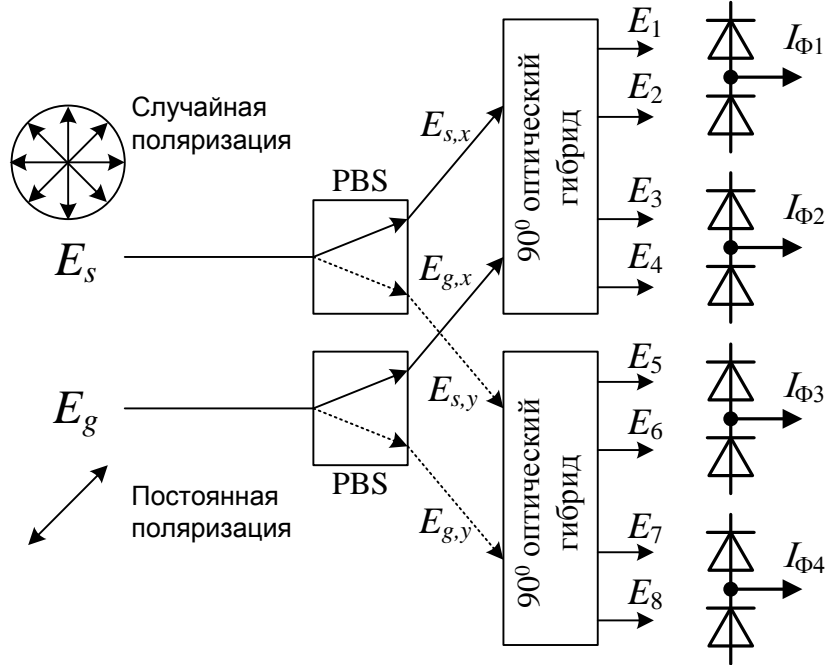 Случайная
поляризация
E_s
PBS
E_{s,x}
E_{g,x}
90⁰ оптический
гибрид
E_1
E_2
E_3
E_4
I_{Ф1}
I_{Ф2}
E_g
PBS
Постоянная
поляризация
E_{s,y}
E_{g,y}
90⁰ оптический
гибрид
E_5
E_6
E_7
E_8
I_{Ф3}
I_{Ф4}